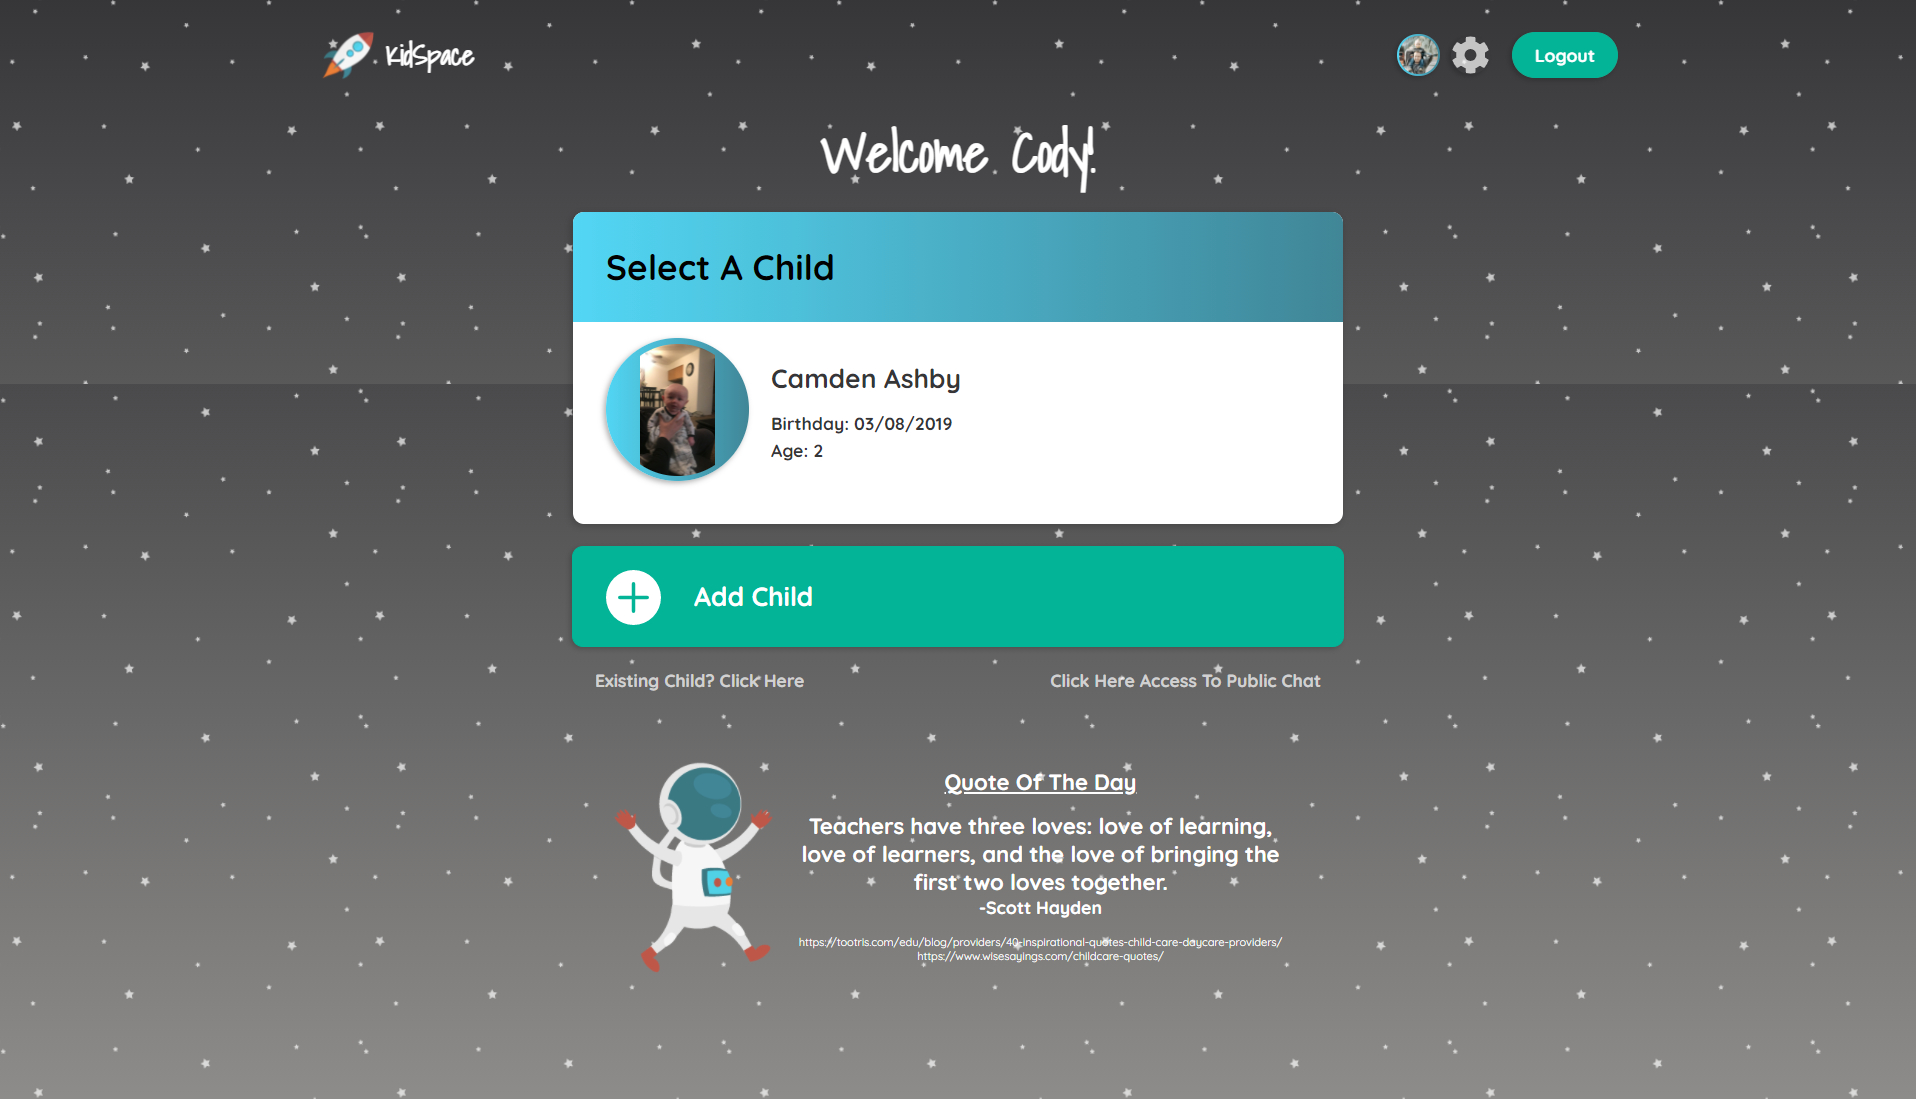 KidSpace
Logout
Welcome Cody!
Select A Child
Camden Ashby
Birthday: 03/08/2019
Age: 2
Add Child
Existing Child? Click Here
Click Here Access To Public Chat
Quote Of The Day
Teachers have three loves: love of learning,
love of learners, and the love of bringing the
first two loves together.
-Scott Hayden
https://tootris.com/edu/blog/providers/40-inspirational-quotes-child-care-daycare-providers/
https://www.wisesayings.com/childcare-quotes/